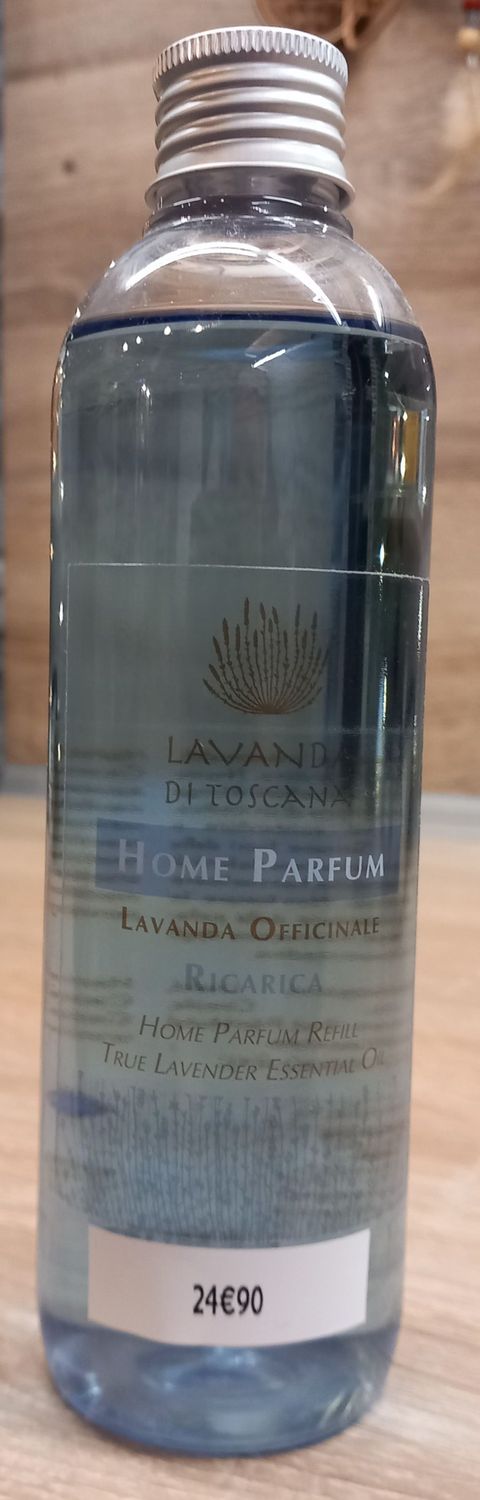 LAVANDA
DI TOSCANA
HOME PARFUM
LAVANDA OFFICINALE
RICARICA
HOME PARFUM REFILL
TRUE LAVENDER ESSENTIAL OIL
24€90